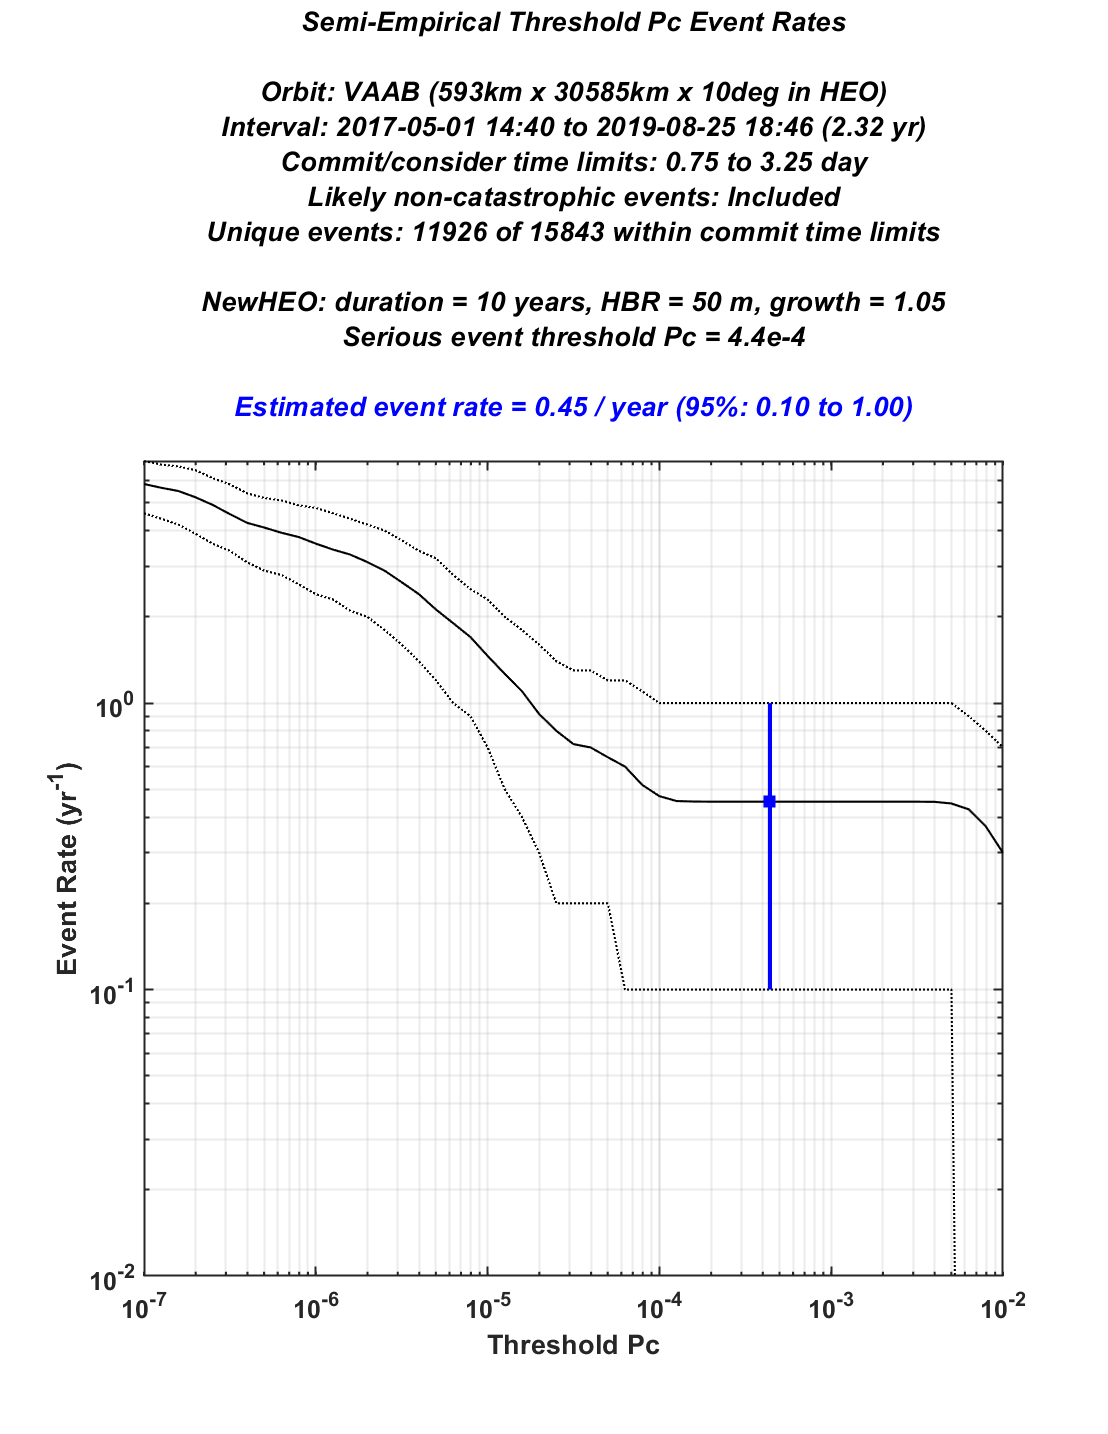 Semi-Empirical Threshold Pc Event Rates
Orbit: VAAB (593km x 30585km x 10deg in HEO)
Interval: 2017-05-01 14:40 to 2019-08-25 18:46 (2.32 yr)
Commit/consider time limits: 0.75 to 3.25 day
Likely non-catastrophic events: Included
Unique events: 11926 of 15843 within commit time limits
NewHEO: duration = 10 years, HBR = 50 m, growth = 1.05
Serious event threshold Pc = 4.4e-4
Estimated event rate = 0.45 / year (95%: 0.10 to 1.00)
10^0
10^-1
10^-2
Event Rate (yr^-1)
10^-7 10^-6 10^-5 10^-4 10^-3 10^-2
Threshold Pc